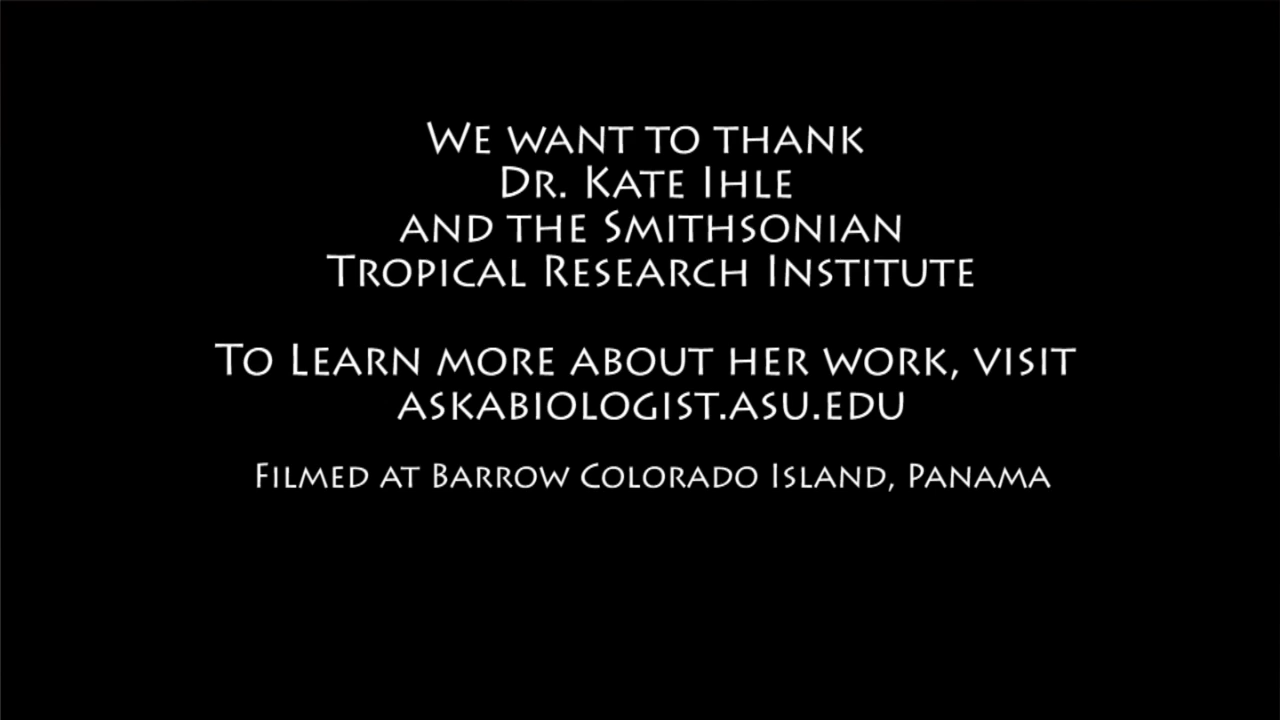 We want to thank
Dr. Kate Ihle
and the Smithsonian
Tropical Research Institute
To Learn more about her work, visit
askabiologist.asu.edu
Filmed at Barrow Colorado Island, Panama